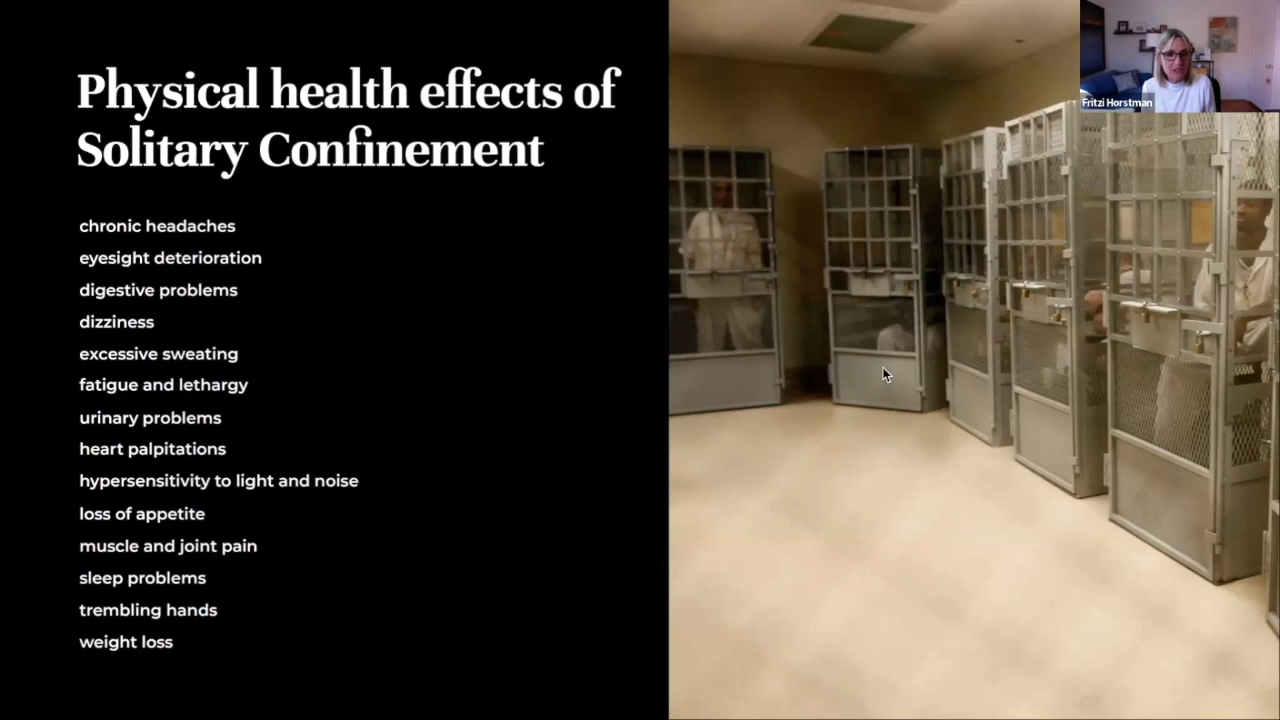 Physical health effects of
Solitary Confinement
chronic headaches
eyesight deterioration
digestive problems
dizziness
excessive sweating
fatigue and lethargy
urinary problems
heart palpitations
hypersensitivity to light and noise
loss of appetite
muscle and joint pain
sleep problems
trembling hands
weight loss
Fritzi Horstman